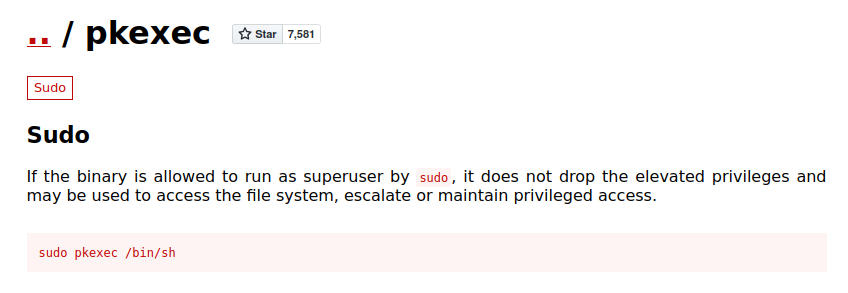 .. / pkexec Star 7,581
Sudo
Sudo
If the binary is allowed to run as superuser by sudo, it does not drop the elevated privileges and
may be used to access the file system, escalate or maintain privileged access.
sudo pkexec /bin/sh